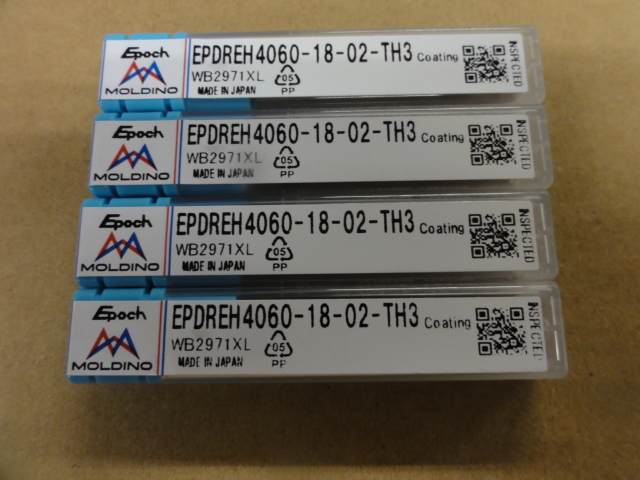 Epoch
MOLDINO
EPDREH4060-18-02-TH3 Coating
WB2971XL
05
PP
MADE IN JAPAN
INSPECTED
Epoch
MOLDINO
EPDREH4060-18-02-TH3 Coating
WB2971XL
05
PP
MADE IN JAPAN
INSPECTED
Epoch
MOLDINO
EPDREH4060-18-02-TH3 Coating
WB2971XL
05
PP
MADE IN JAPAN
INSPECTED
Epoch
MOLDINO
EPDREH4060-18-02-TH3 Coating
WB2971XL
05
PP
MADE IN JAPAN
INSPECTED